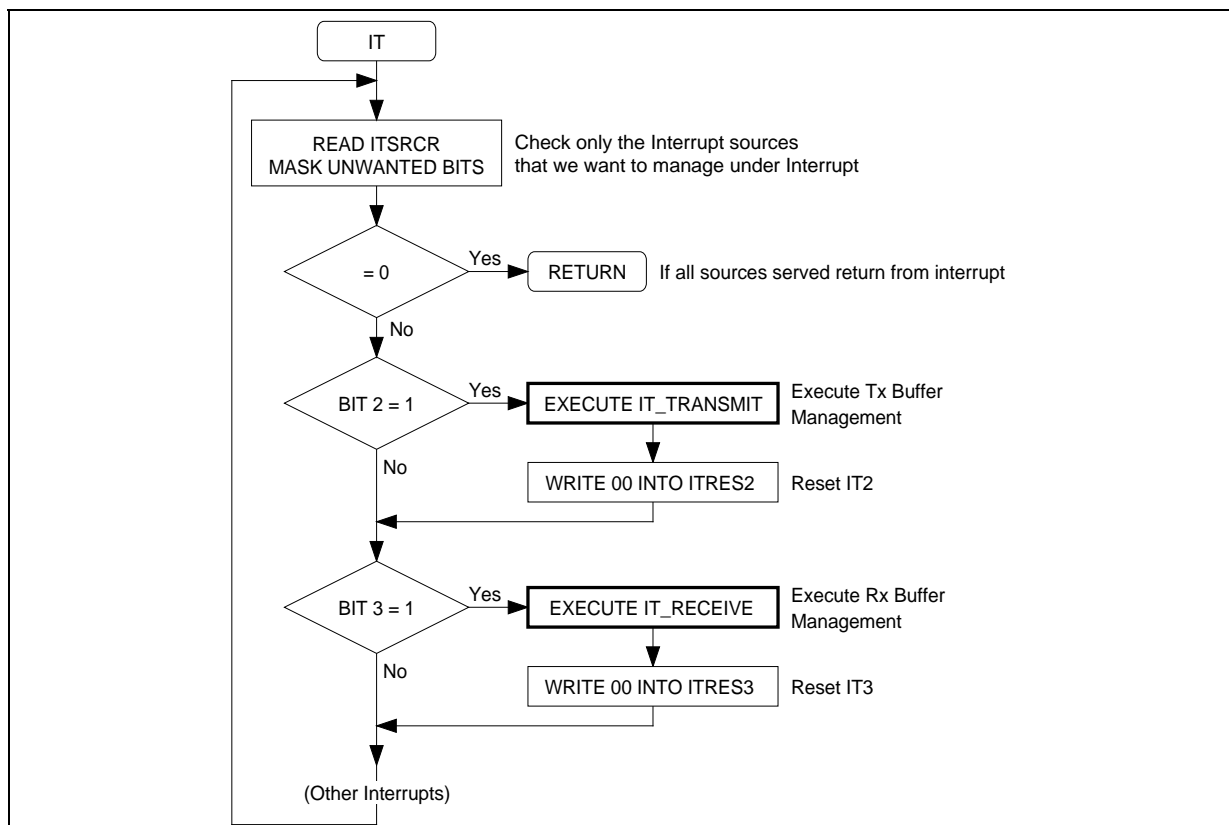 IT
READ ITSRCR
MASK UNWANTED BITS
Check only the Interrupt sources
that we want to manage under Interrupt
= 0
Yes
RETURN
If all sources served return from interrupt
No
BIT 2 = 1
Yes
EXECUTE IT_TRANSMIT
Execute Tx Buffer
Management
No
WRITE 00 INTO ITRES2
Reset IT2
BIT 3 = 1
Yes
EXECUTE IT_RECEIVE
Execute Rx Buffer
Management
No
WRITE 00 INTO ITRES3
Reset IT3
(Other Interrupts)